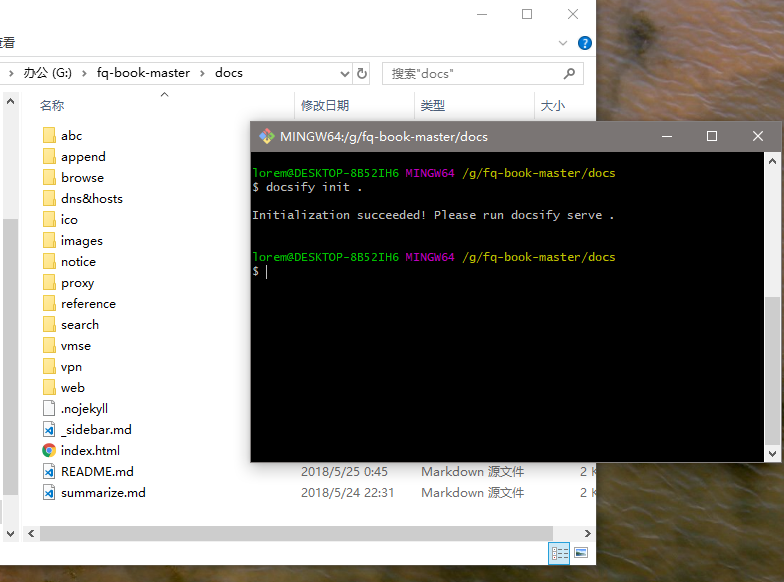 查看
办公 (G:) › fq-book-master › docs
搜索"docs"
名称 修改日期 类型 大小
abc
append
browse
dns&hosts
ico
images
notice
proxy
reference
search
vmse
vpn
web
.nojekyll
_sidebar.md
index.html
README.md 2018/5/25 0:45 Markdown 源文件 2 K
summarize.md 2018/5/24 22:31 Markdown 源文件 2 K
MINGW64:/g/fq-book-master/docs
lorem@DESKTOP-8B52IH6 MINGW64 /g/fq-book-master/docs
$ docsify init .
Initialization succeeded! Please run docsify serve .
lorem@DESKTOP-8B52IH6 MINGW64 /g/fq-book-master/docs
$